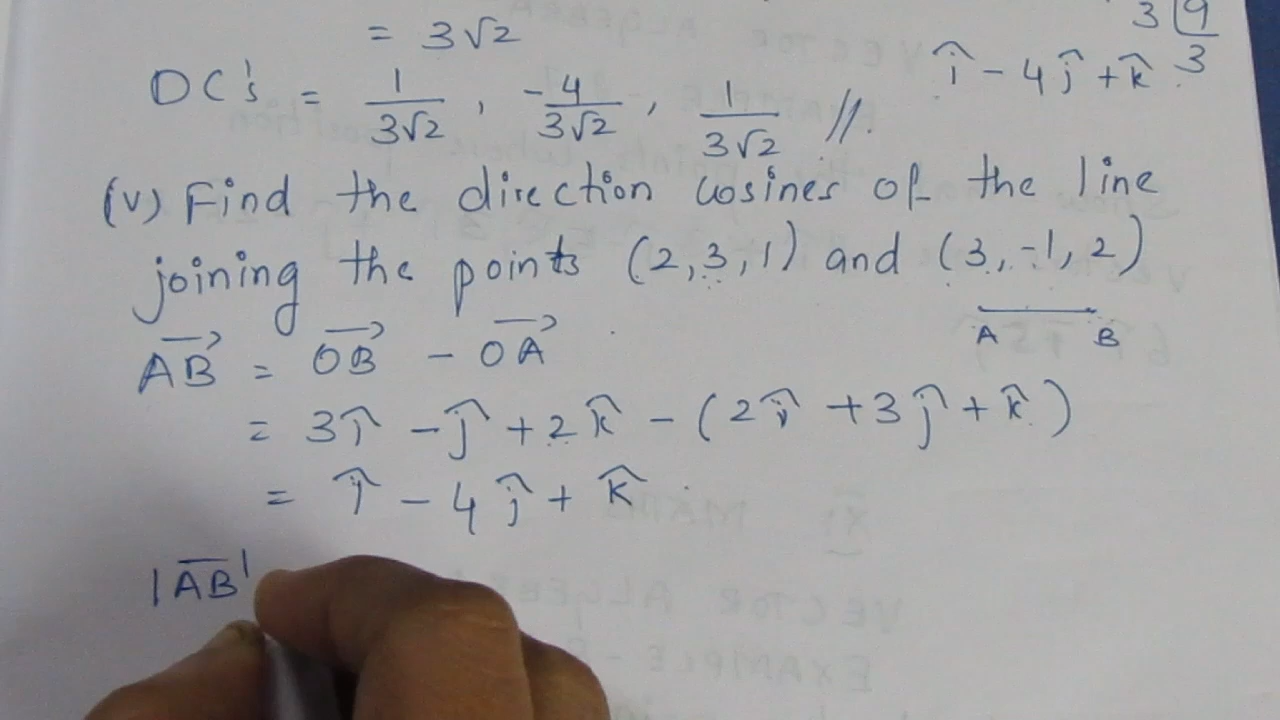 = 3√2
3 9
3
î - 4ĵ + k̂
DC's = 1/3√2 , -4/3√2 , 1/3√2 //.
(v) Find the direction cosines of the line
joining the points (2,3,1) and (3,-1,2)
A B
AB = OB - OA
= 3î - ĵ + 2k̂ - (2î + 3ĵ + k̂)
= î - 4ĵ + k̂
|AB|